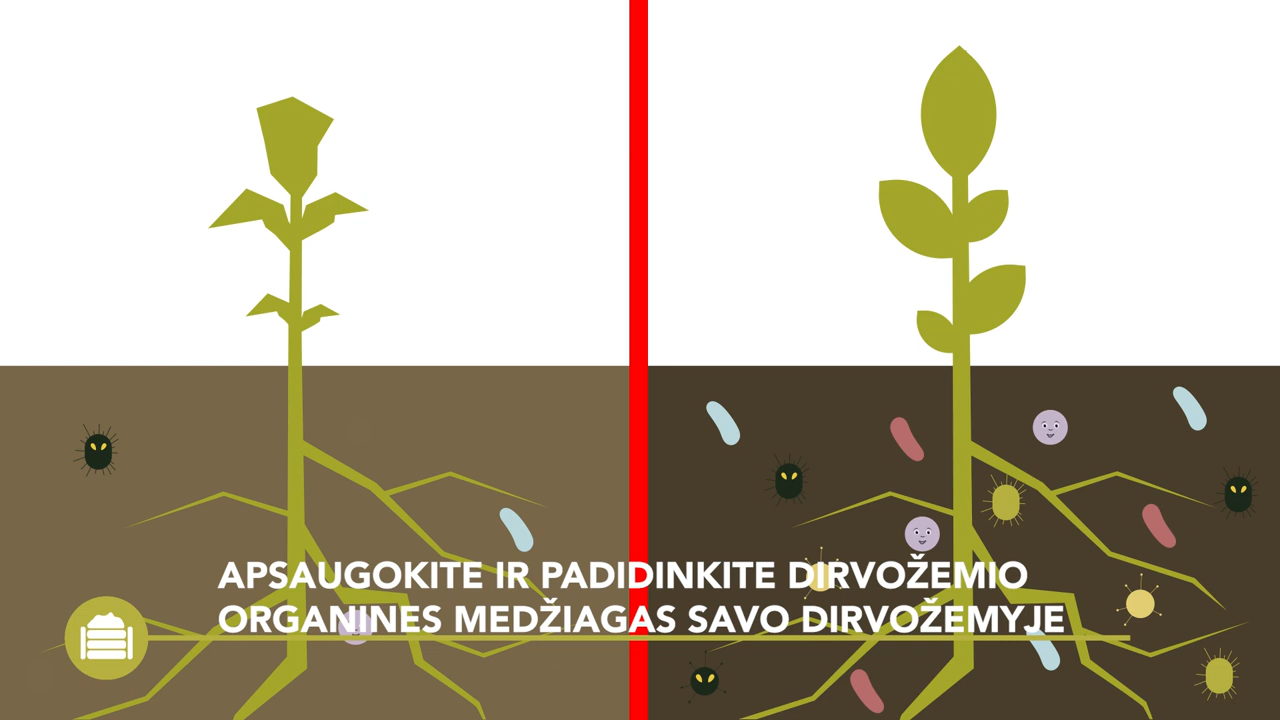 APSAUGOKITE IR PADIDINKITE DIRVOŽEMIO
ORGANINES MEDŽIAGAS SAVO DIRVOŽEMYJE